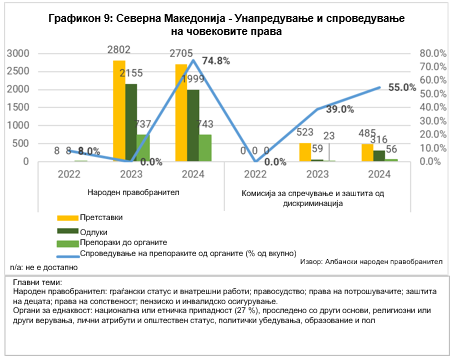 Графикон 9: Северна Македонија - Унапредување и спроведување
на човековите права
3000
2500
2000
1500
1000
500
0
80.0%
70.0%
60.0%
50.0%
40.0%
30.0%
20.0%
10.0%
0.0%
8 8 8.0%
2802
2155
737
0.0%
2705
1999
743
74.8%
0 0 0
0.0%
523
59
23
39.0%
485
316
56
55.0%
2022 2023 2024 2022 2023 2024
Народен правобранител
Комисија за спречување и заштита од
дискриминација
Претставки
Одлуки
Препораки до органите
Спроведување на препораките од органите (% од вкупно)
Извор: Албански народен правобранител
n/a: не е достапно
Главни теми:
Народен правобранител: граѓански статус и внатрешни работи; правосудство; права на потрошувачите; заштита
на децата; права на сопственост; пензиско и инвалидско осигурување.
Органи за еднаквост: национална или етничка припадност (27 %), проследено со други основи, религиозни или
други верувања, лични атрибути и општествен статус, политички убедувања, образование и пол